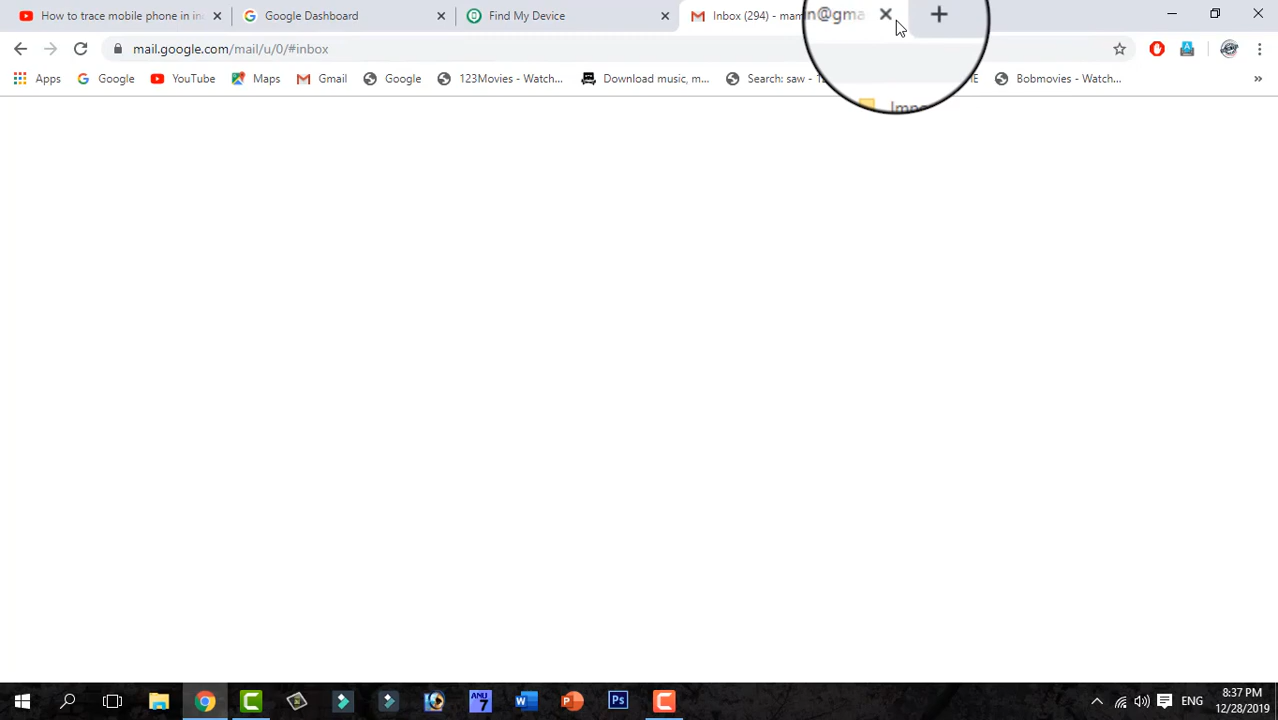 How to trace mobile phone in in
Google Dashboard
Find My Device
Inbox (294) - mam in@gma
mail.google.com/mail/u/0/#inbox
Apps Google YouTube Maps Gmail Google 123Movies - Watch... Download music, m... Search: saw - 12 E Bobmovies - Watch...
ENG
8:37 PM
12/28/2019